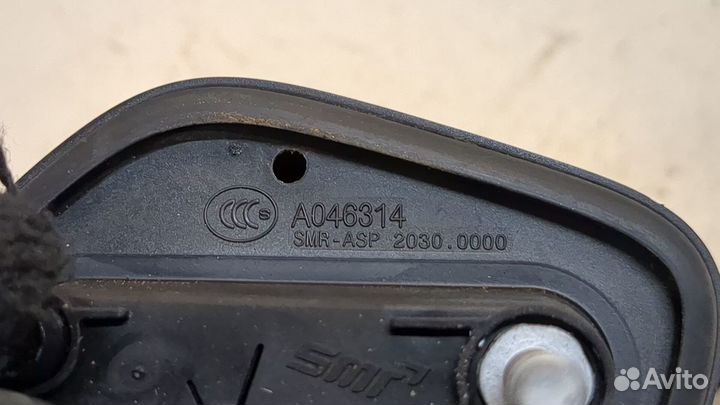 CCC S A046314
SMR-ASP 2030.0000
smr
Avito